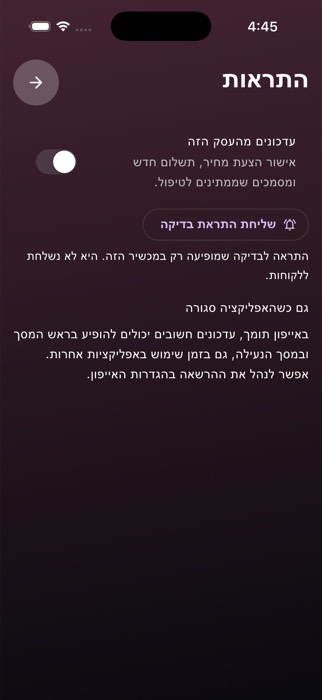 4:45
התראות
עדכונים מהעסק הזה
אישור הצעת מחיר, תשלום חדש
ומסמכים שממתינים לטיפול.
שליחת התראת בדיקה
התראה לבדיקה שמופיעה רק במכשיר הזה. היא לא נשלחת
ללקוחות.
גם כשהאפליקציה סגורה
באייפון תומך, עדכונים חשובים יכולים להופיע בראש המסך
ובמסך הנעילה, גם בזמן שימוש באפליקציות אחרות.
אפשר לנהל את ההרשאה בהגדרות האייפון.